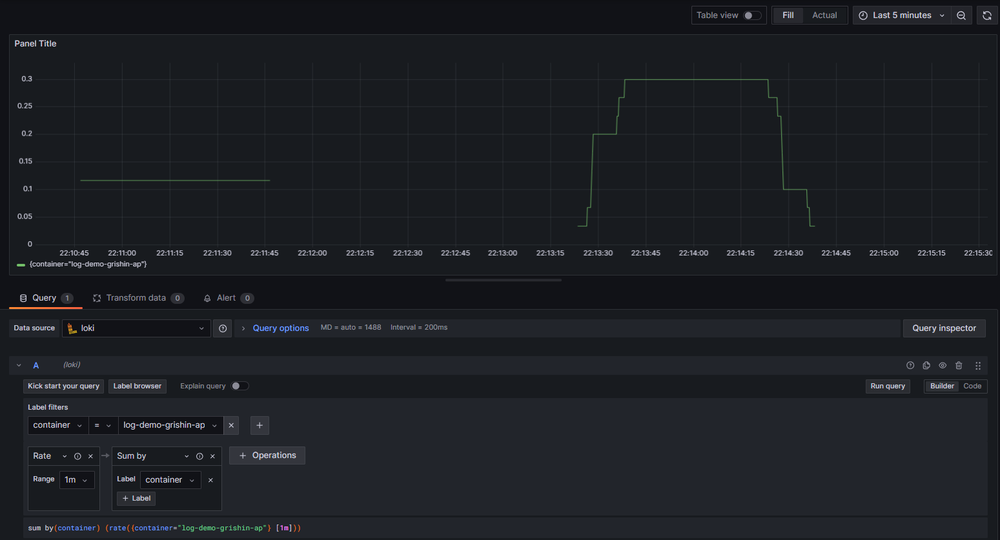 Table view Fill Actual Last 5 minutes
Panel Title
0.3
0.25
0.2
0.15
0.1
0.05
0
22:10:45 22:11:00 22:11:15 22:11:30 22:11:45 22:12:00 22:12:15 22:12:30 22:12:45 22:13:00 22:13:15 22:13:30 22:13:45 22:14:00 22:14:15 22:14:30 22:14:45 22:15:00 22:15:15 22:15:30
{container="log-demo-grishin-ap"}
Query 1 Transform data 0 Alert 0
Data source loki Query options MD = auto = 1488 Interval = 200ms Query inspector
A (loki)
Kick start your query Label browser Explain query Run query Builder Code
Label filters
container = log-demo-grishin-ap
Rate Sum by + Operations
Range 1m Label container
+ Label
sum by(container) (rate({container="log-demo-grishin-ap"} [1m]))